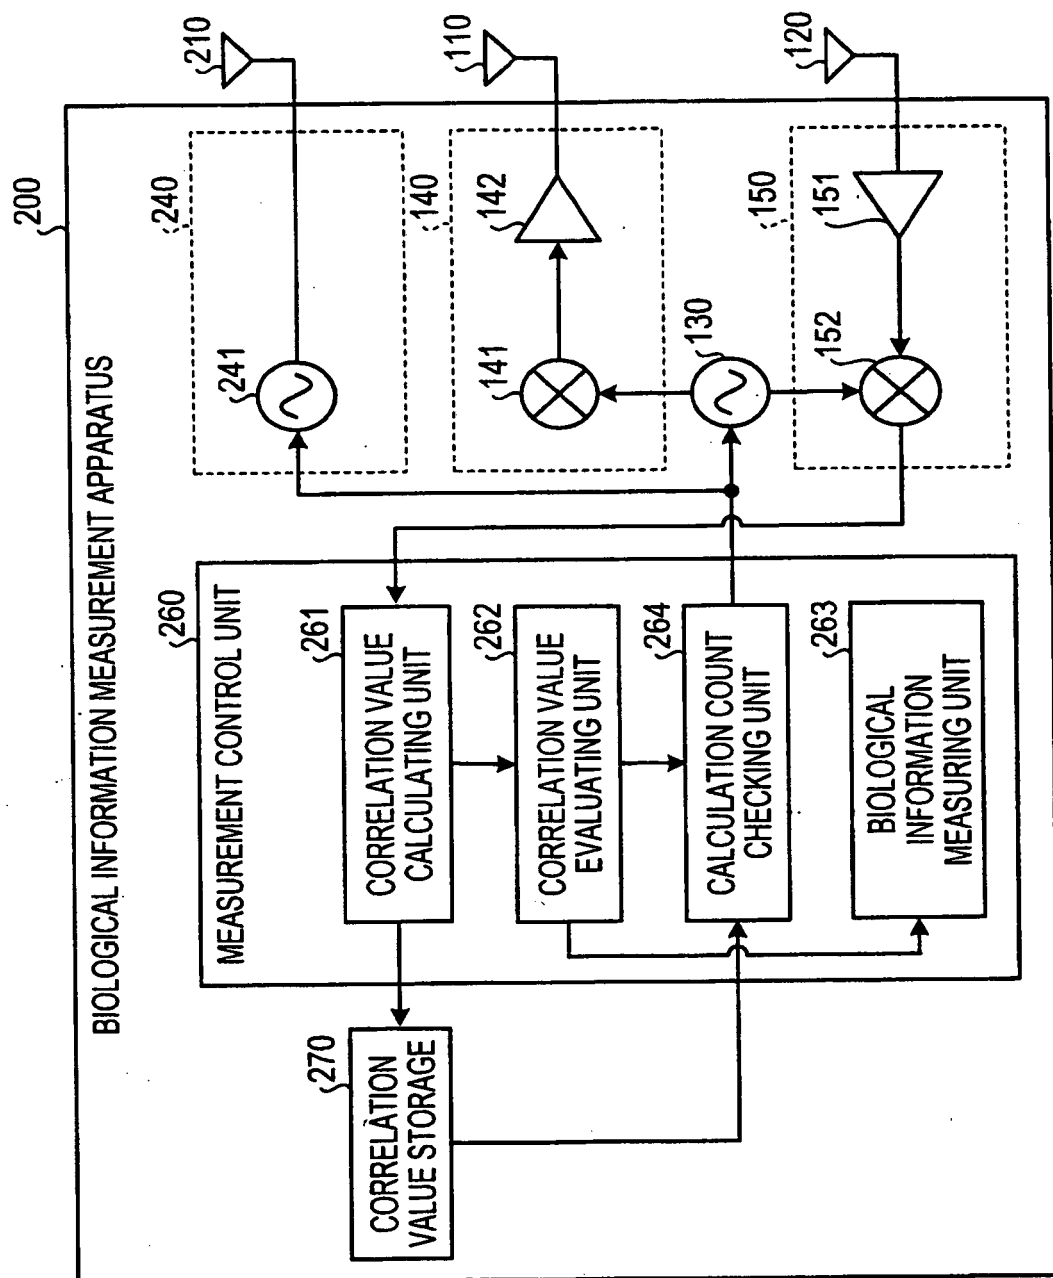 200
BIOLOGICAL INFORMATION MEASUREMENT APPARATUS
210
240
241
110
140
142
141
130
120
150
151
152
260
MEASUREMENT CONTROL UNIT
261
CORRELATION VALUE
CALCULATING UNIT
262
CORRELATION VALUE
EVALUATING UNIT
264
CALCULATION COUNT
CHECKING UNIT
263
BIOLOGICAL
INFORMATION
MEASURING UNIT
270
CORRELATION
VALUE STORAGE